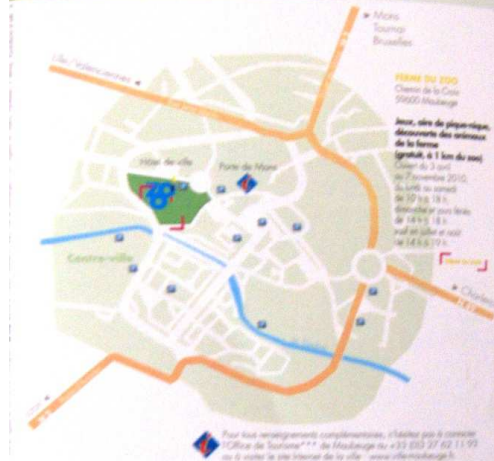 Mons
Tournai
Bruxelles
Lille/Valenciennes
FERME DU ZOO
Chemin de la Croix
59600 Maubeuge
Jeux, aire de pique-nique,
découverte des animaux
de la ferme
(gratuit, à 1 km du zoo)
Ouvert du 3 avril
au 7 novembre 2010,
du lundi au samedi
de 10 h à 18 h
dimanche et jours fériés
de 14 h à 18 h
sauf en juillet et août
de 14 h à 19 h
Hôtel de ville
Porte de Mons
Centre-ville
Pour tous renseignements complémentaires, n'hésitez pas à contacter
l'Office de Tourisme*** de Maubeuge au +33 (0)3 27 62 11 93
ou à visiter le site Internet de la ville : www.ville-maubeuge.fr